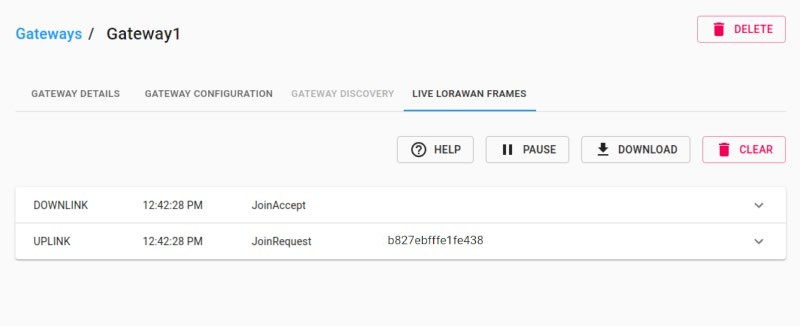 Gateways / Gateway1
DELETE
GATEWAY DETAILS GATEWAY CONFIGURATION GATEWAY DISCOVERY LIVE LORAWAN FRAMES
HELP PAUSE DOWNLOAD CLEAR
DOWNLINK 12:42:28 PM JoinAccept
UPLINK 12:42:28 PM JoinRequest b827ebfffe1fe438